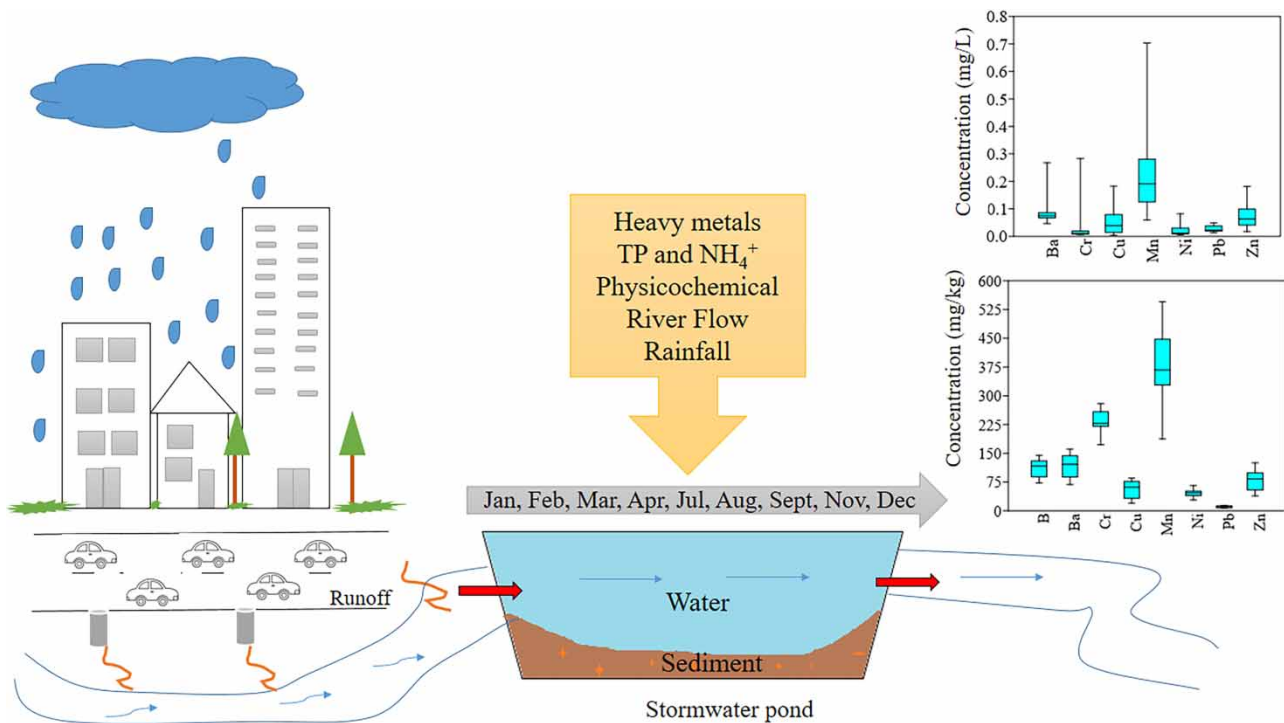 Heavy metals
TP and NH₄⁺
Physicochemical
River Flow
Rainfall
Jan, Feb, Mar, Apr, Jul, Aug, Sept, Nov, Dec
Runoff
Water
Sediment
Stormwater pond
Concentration (mg/L)
0.8
0.7
0.6
0.5
0.4
0.3
0.2
0.1
0.0
Ba
Cr
Cu
Mn
Ni
Pb
Zn
Concentration (mg/kg)
600
525
450
375
300
225
150
75
0
B
Ba
Cr
Cu
Mn
Ni
Pb
Zn